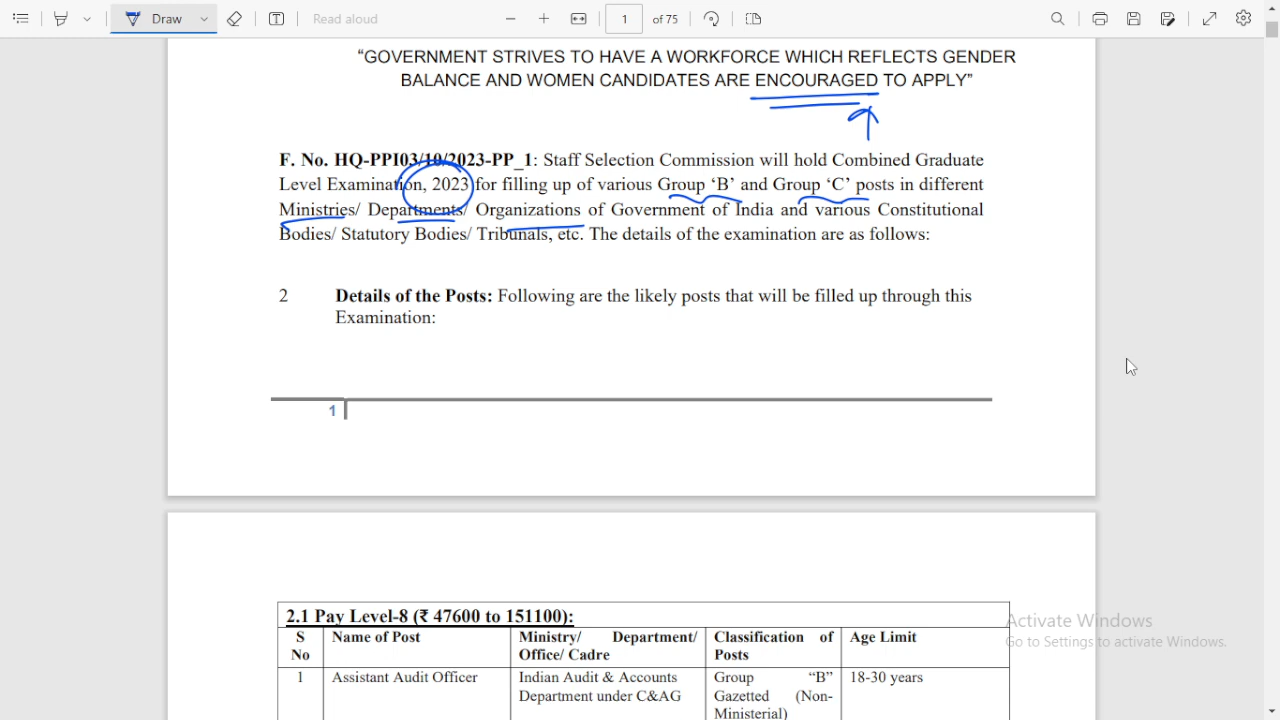 Draw
Read aloud
1
of 75
“GOVERNMENT STRIVES TO HAVE A WORKFORCE WHICH REFLECTS GENDER
BALANCE AND WOMEN CANDIDATES ARE ENCOURAGED TO APPLY”
F. No. HQ-PPI03/10/2023-PP_1: Staff Selection Commission will hold Combined Graduate
Level Examination, 2023 for filling up of various Group ‘B’ and Group ‘C’ posts in different
Ministries/ Departments/ Organizations of Government of India and various Constitutional
Bodies/ Statutory Bodies/ Tribunals, etc. The details of the examination are as follows:
2 Details of the Posts: Following are the likely posts that will be filled up through this
Examination:
1
2.1 Pay Level-8 (₹ 47600 to 151100):
S No
Name of Post
Ministry/ Department/
Office/ Cadre
Classification of
Posts
Age Limit
1
Assistant Audit Officer
Indian Audit & Accounts
Department under C&AG
Group “B”
Gazetted (Non-
Ministerial)
18-30 years
Activate Windows
Go to Settings to activate Windows.